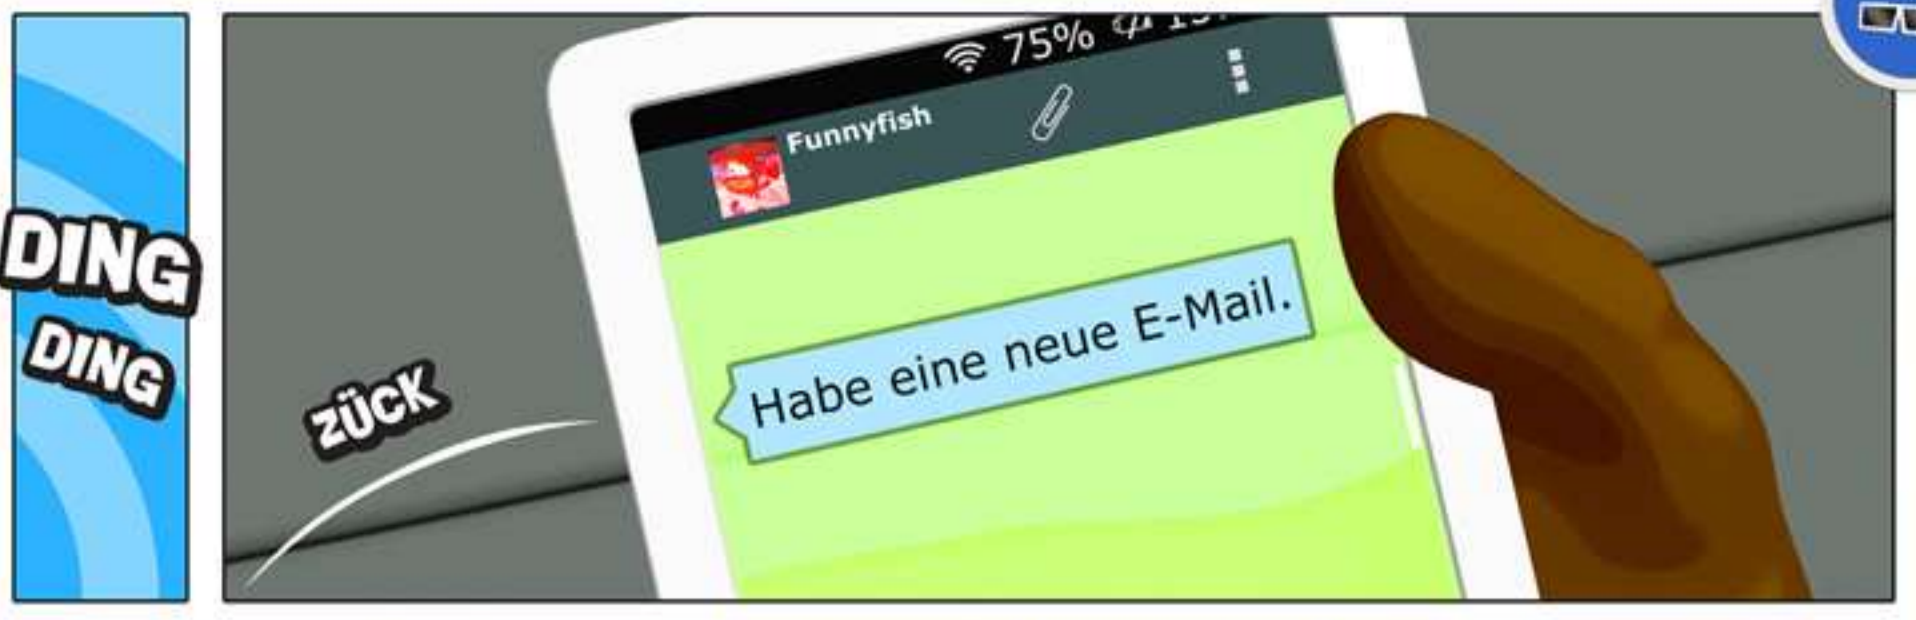 DING
DING
ZÜCK
75%
Funnyfish
Habe eine neue E-Mail.